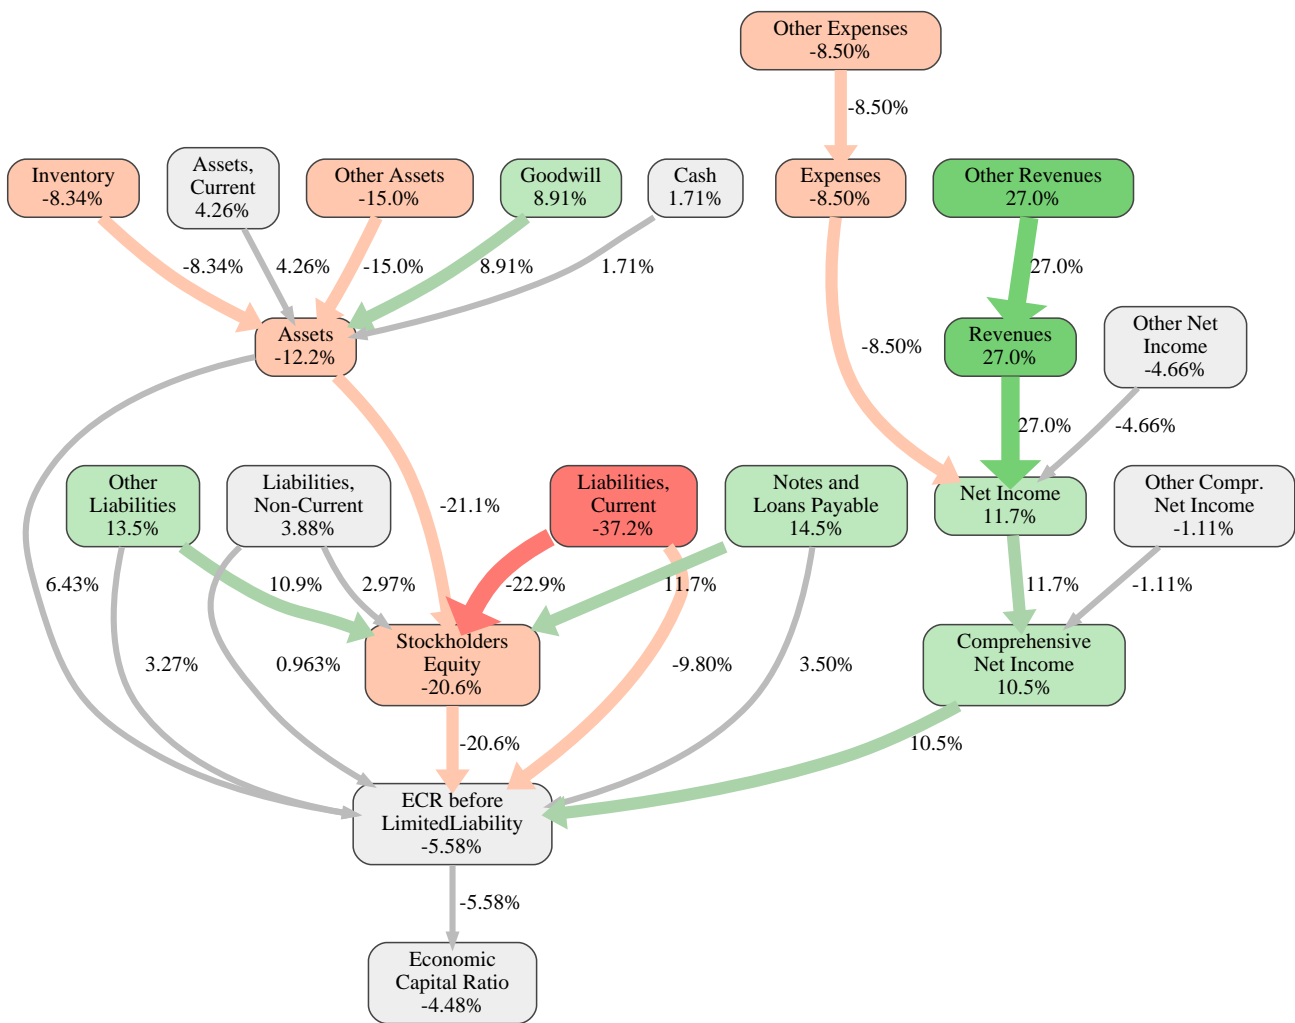 Other Expenses
-8.50%
-8.50%
Inventory
-8.34%
Assets,
Current
4.26%
Other Assets
-15.0%
Goodwill
8.91%
Cash
1.71%
Expenses
-8.50%
Other Revenues
27.0%
-8.34%
4.26%
-15.0%
8.91%
1.71%
27.0%
Assets
-12.2%
-8.50%
Revenues
27.0%
Other Net
Income
-4.66%
27.0%
-4.66%
Other
Liabilities
13.5%
Liabilities,
Non-Current
3.88%
-21.1%
Liabilities,
Current
-37.2%
Notes and
Loans Payable
14.5%
Net Income
11.7%
Other Compr.
Net Income
-1.11%
6.43%
10.9%
2.97%
-22.9%
11.7%
11.7%
-1.11%
3.27%
0.963%
Stockholders
Equity
-20.6%
-9.80%
3.50%
Comprehensive
Net Income
10.5%
-20.6%
10.5%
ECR before
LimitedLiability
-5.58%
-5.58%
Economic
Capital Ratio
-4.48%